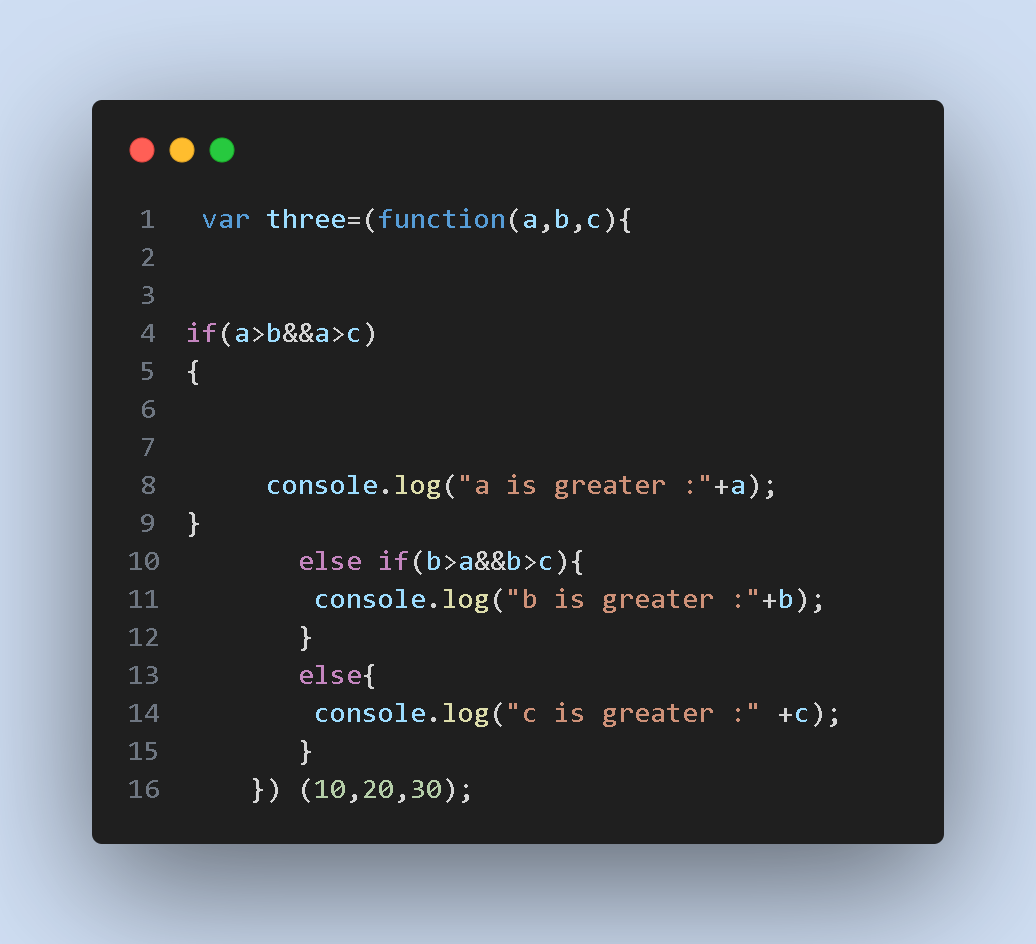 1 var three=(function(a,b,c){
2
3
4 if(a>b&&a>c)
5 {
6
7
8 console.log("a is greater :"+a);
9 }
10 else if(b>a&&b>c){
11 console.log("b is greater :"+b);
12 }
13 else{
14 console.log("c is greater :" +c);
15 }
16 }) (10,20,30);